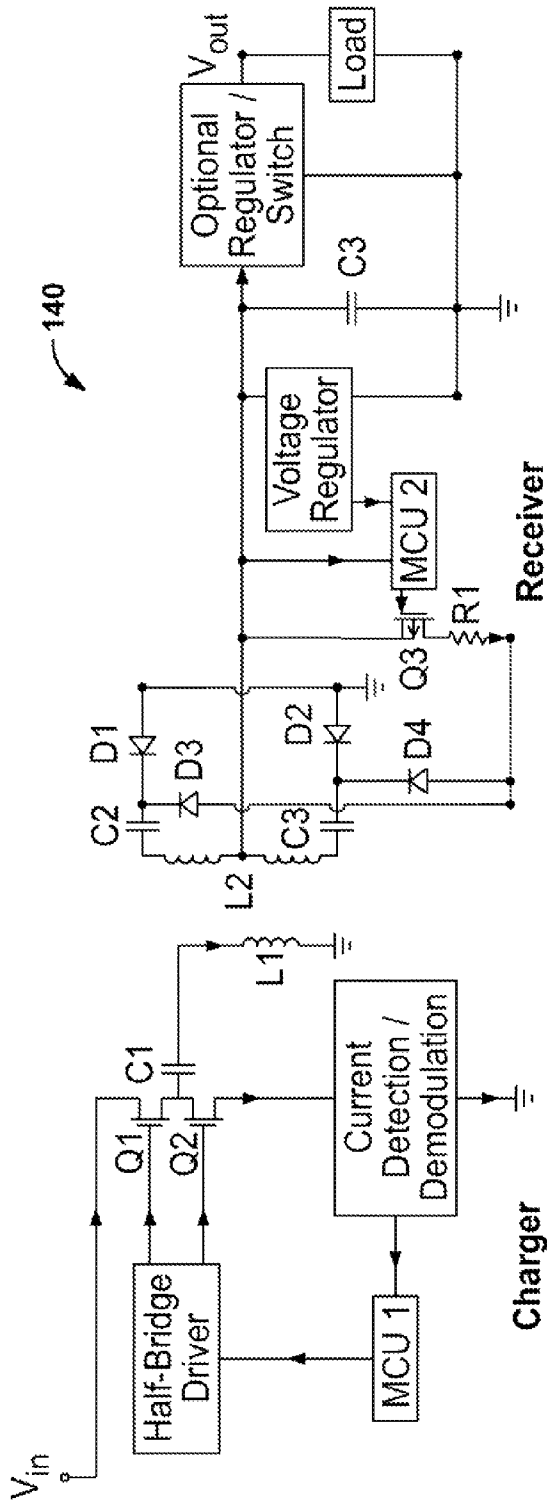 140
V_in
Half-Bridge
Driver
Q1
Q2
C1
L1
Current
Detection /
Demodulation
MCU 1
Charger
L2
C2
D1
D3
C3
D2
D4
Q3
R1
MCU 2
Voltage
Regulator
C3
Optional
Regulator /
Switch
V_out
Load
Receiver